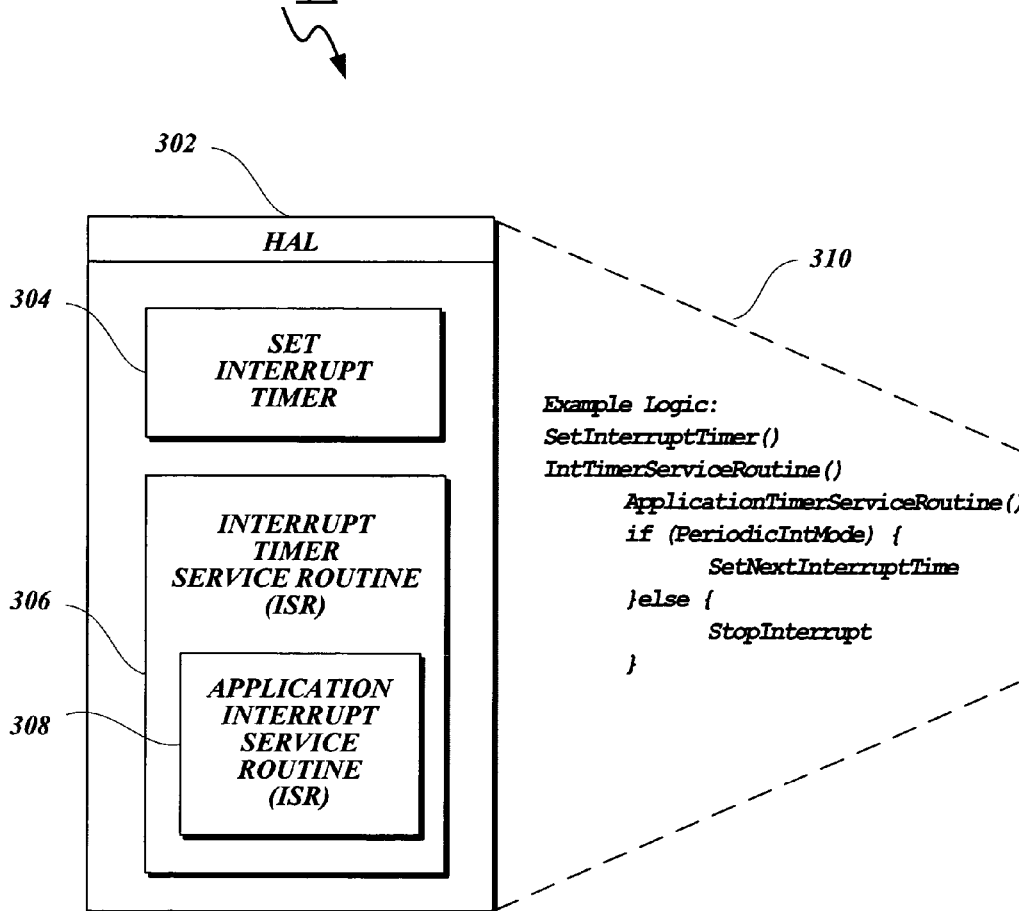 302
HAL
310
304
SET
INTERRUPT
TIMER
Example Logic:
SetInterruptTimer()
IntTimerServiceRoutine()
ApplicationTimerServiceRoutine()
if (PeriodicIntMode) {
SetNextInterruptTime
}else {
StopInterrupt
}
INTERRUPT
TIMER
SERVICE ROUTINE
(ISR)
306
APPLICATION
INTERRUPT
SERVICE
ROUTINE
(ISR)
308